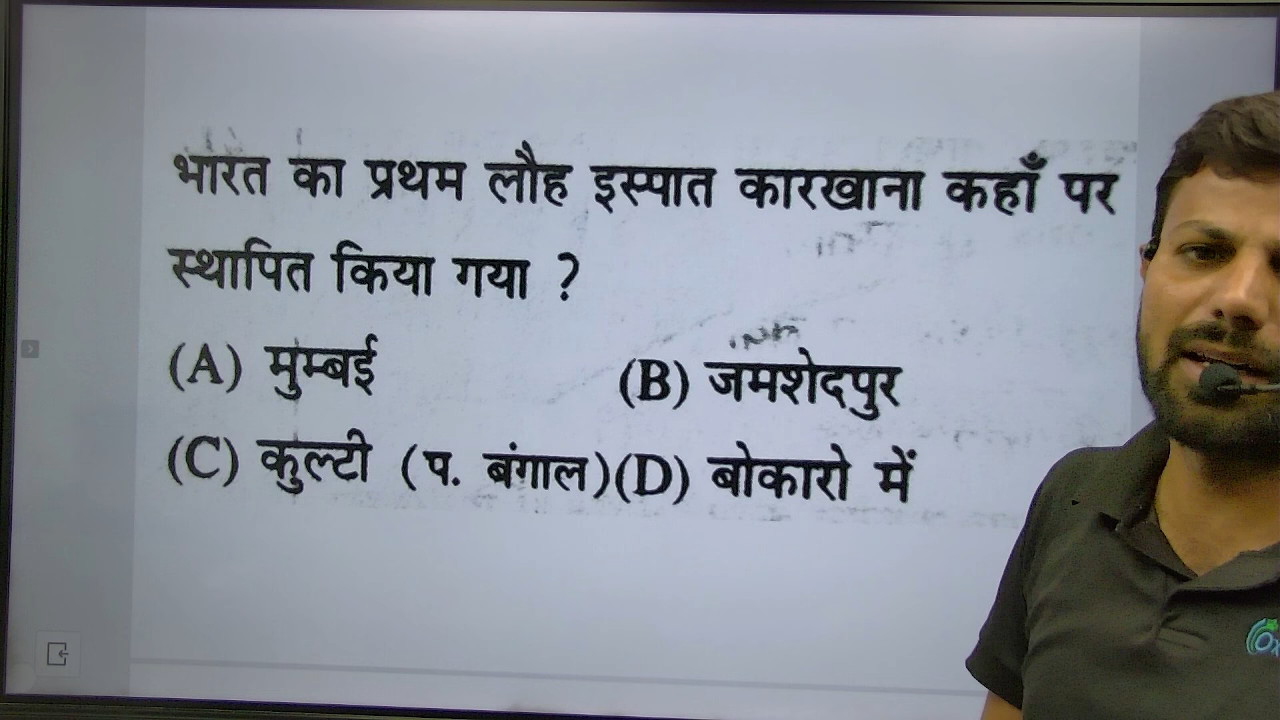 भारत का प्रथम लौह इस्पात कारखाना कहाँ पर
स्थापित किया गया ?
(A) मुम्बई (B) जमशेदपुर
(C) कुल्टी (प. बंगाल)(D) बोकारो में